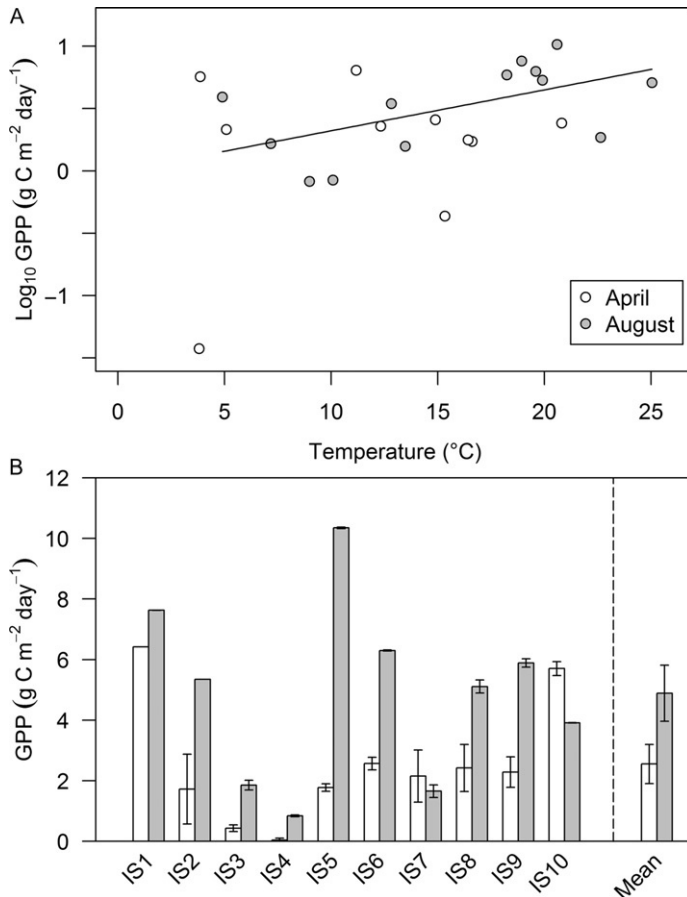 A
Log₁₀ GPP (g C m⁻² day⁻¹)
1
0
−1
April
August
0 5 10 15 20 25
Temperature (°C)
B
GPP (g C m⁻² day⁻¹)
12
10
8
6
4
2
0
IS1 IS2 IS3 IS4 IS5 IS6 IS7 IS8 IS9 IS10 Mean